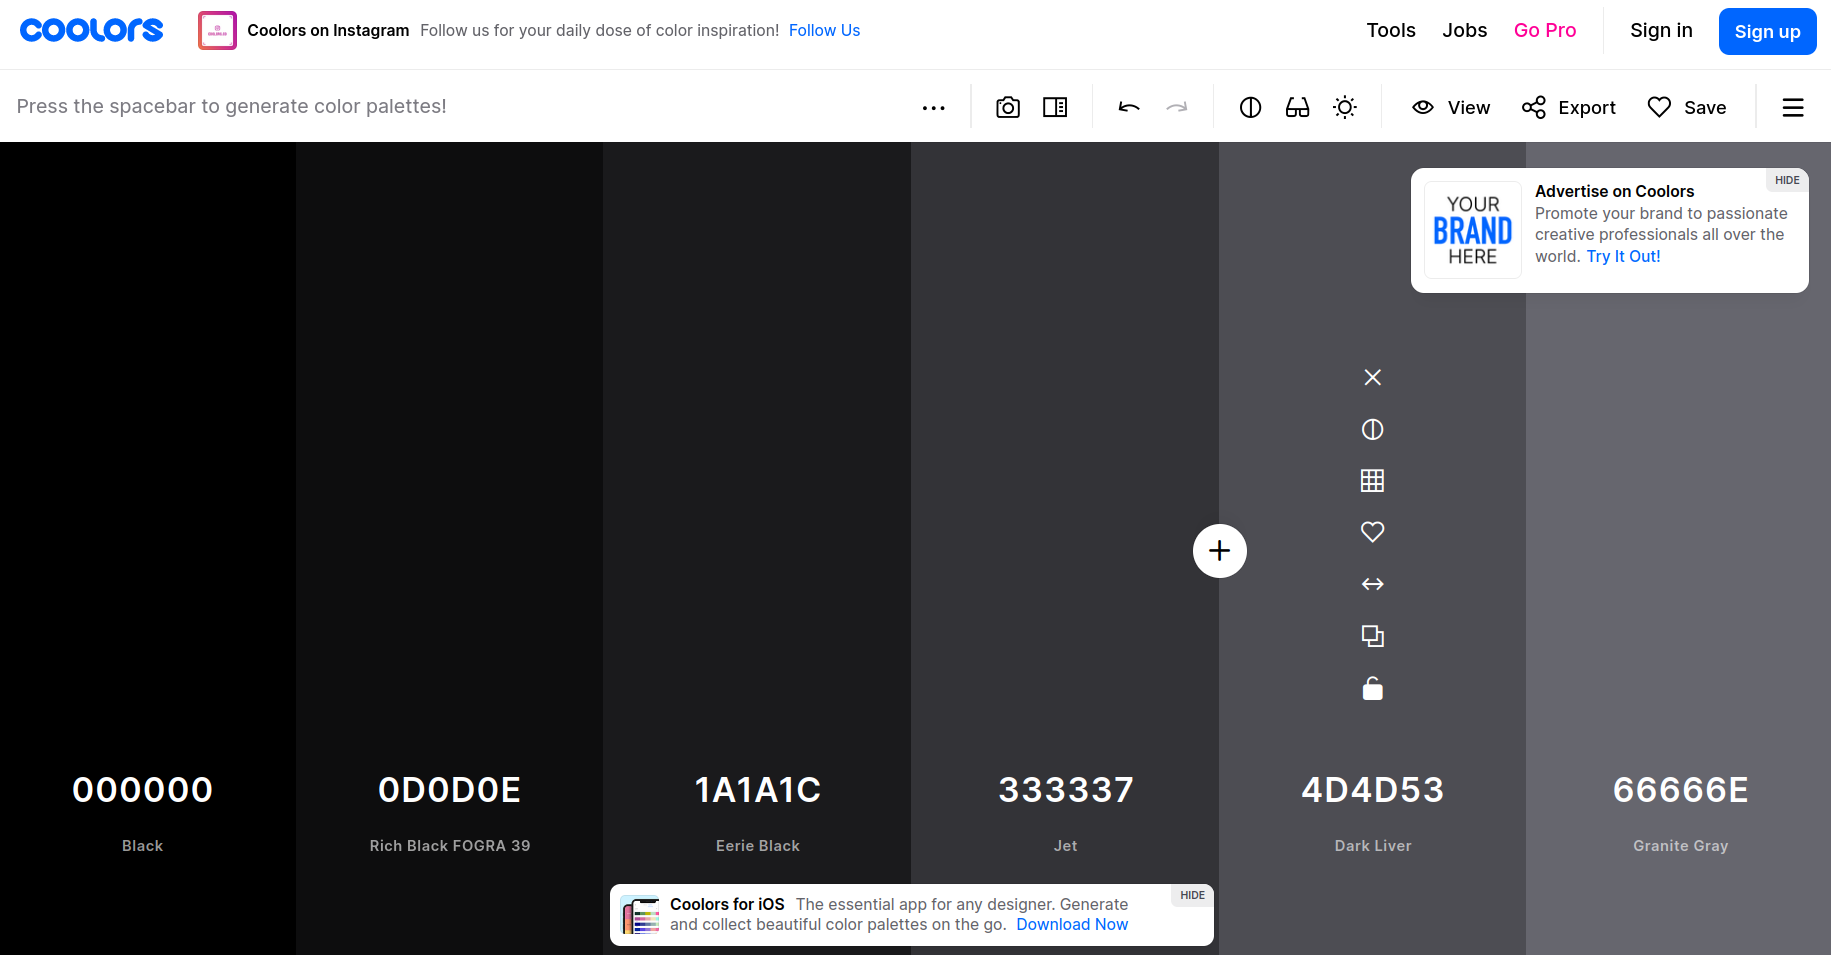 coolors
Coolors on Instagram Follow us for your daily dose of color inspiration! Follow Us
Tools Jobs Go Pro Sign in Sign up
Press the spacebar to generate color palettes!
View Export Save
HIDE
YOUR
BRAND
HERE
Advertise on Coolors
Promote your brand to passionate
creative professionals all over the
world. Try It Out!
000000 0D0D0E 1A1A1C 333337 4D4D53 66666E
Black Rich Black FOGRA 39 Eerie Black Jet Dark Liver Granite Gray
HIDE
Coolors for iOS The essential app for any designer. Generate
and collect beautiful color palettes on the go. Download Now